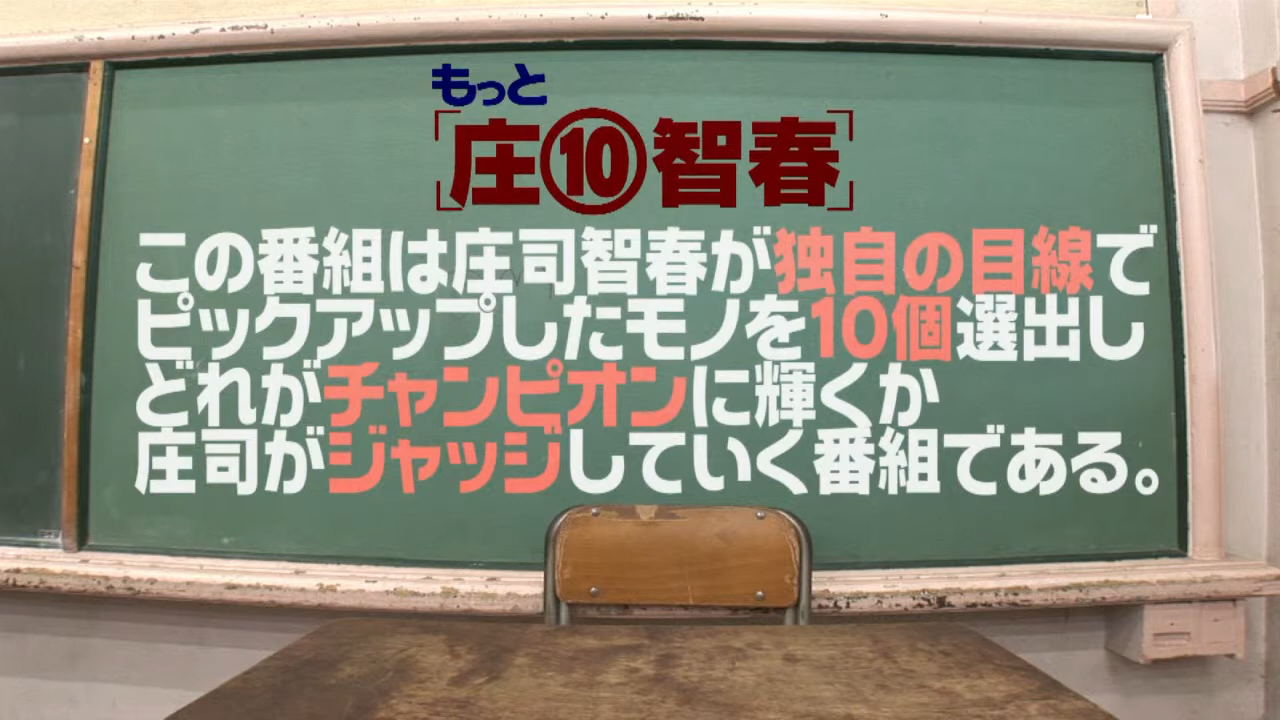 もっと
「庄⑩智春」
この番組は庄司智春が独自の目線で
ピックアップしたモノを10個選出し
どれがチャンピオンに輝くか
庄司がジャッジしていく番組である。